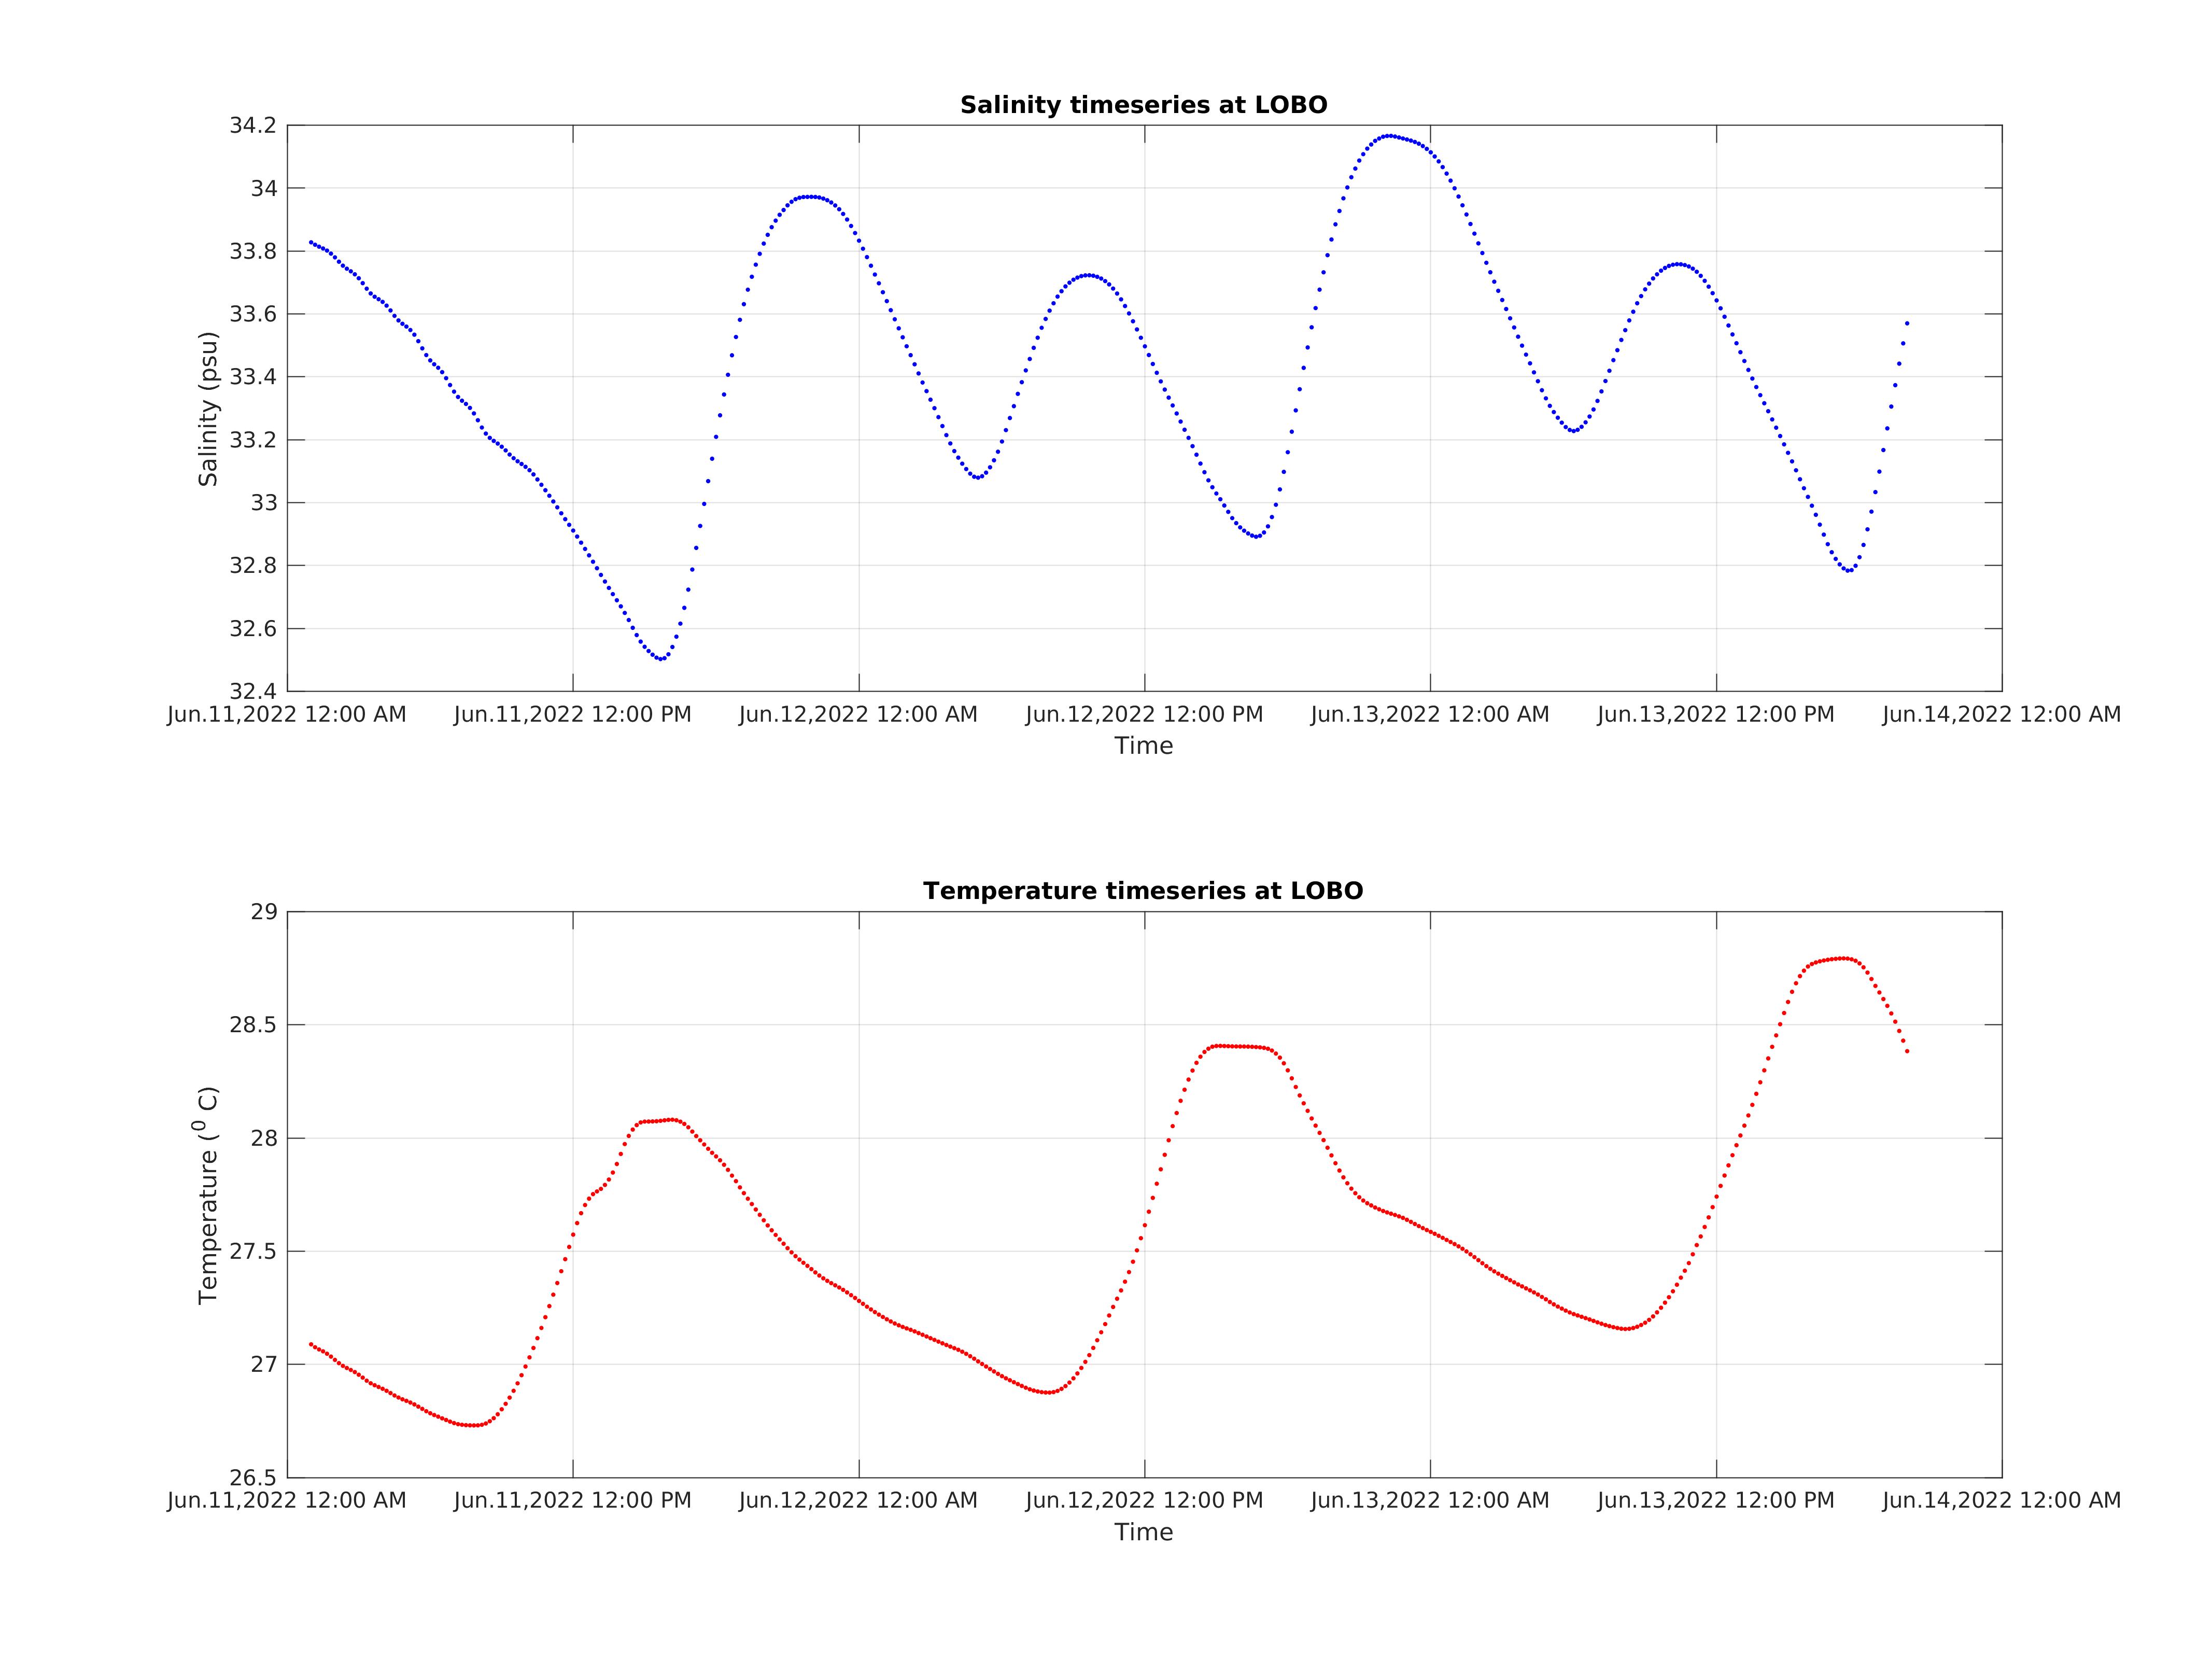 Salinity timeseries at LOBO
34.2
34
33.8
33.6
33.4
33.2
33
32.8
32.6
32.4
Salinity (psu)
Jun.11,2022 12:00 AM Jun.11,2022 12:00 PM Jun.12,2022 12:00 AM Jun.12,2022 12:00 PM Jun.13,2022 12:00 AM Jun.13,2022 12:00 PM Jun.14,2022 12:00 AM
Time
Temperature timeseries at LOBO
29
28.5
28
27.5
27
26.5
Temperature (⁰ C)
Jun.11,2022 12:00 AM Jun.11,2022 12:00 PM Jun.12,2022 12:00 AM Jun.12,2022 12:00 PM Jun.13,2022 12:00 AM Jun.13,2022 12:00 PM Jun.14,2022 12:00 AM
Time